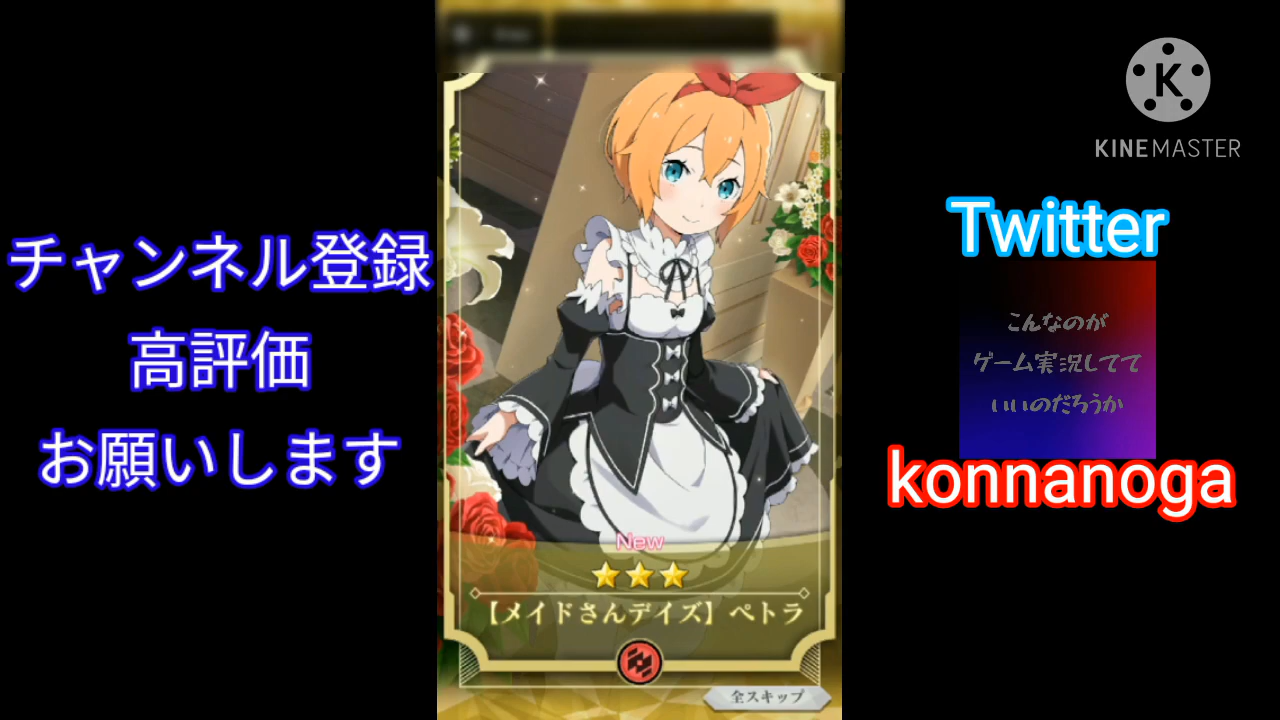 チャンネル登録
高評価
お願いします
New
【メイドさんデイズ】ペトラ
全スキップ
K
KINEMASTER
Twitter
こんなのが
ゲーム実況してて
いいのだろうか
konnanoga